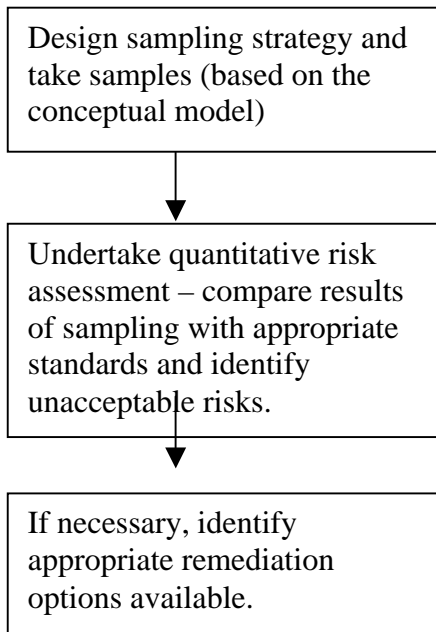 Design sampling strategy and
take samples (based on the
conceptual model)
Undertake quantitative risk
assessment – compare results
of sampling with appropriate
standards and identify
unacceptable risks.
If necessary, identify
appropriate remediation
options available.